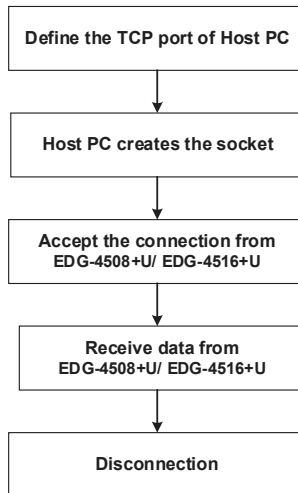 Define the TCP port of Host PC
Host PC creates the socket
Accept the connection from
EDG-4508+U/ EDG-4516+U
Receive data from
EDG-4508+U/ EDG-4516+U
Disconnection